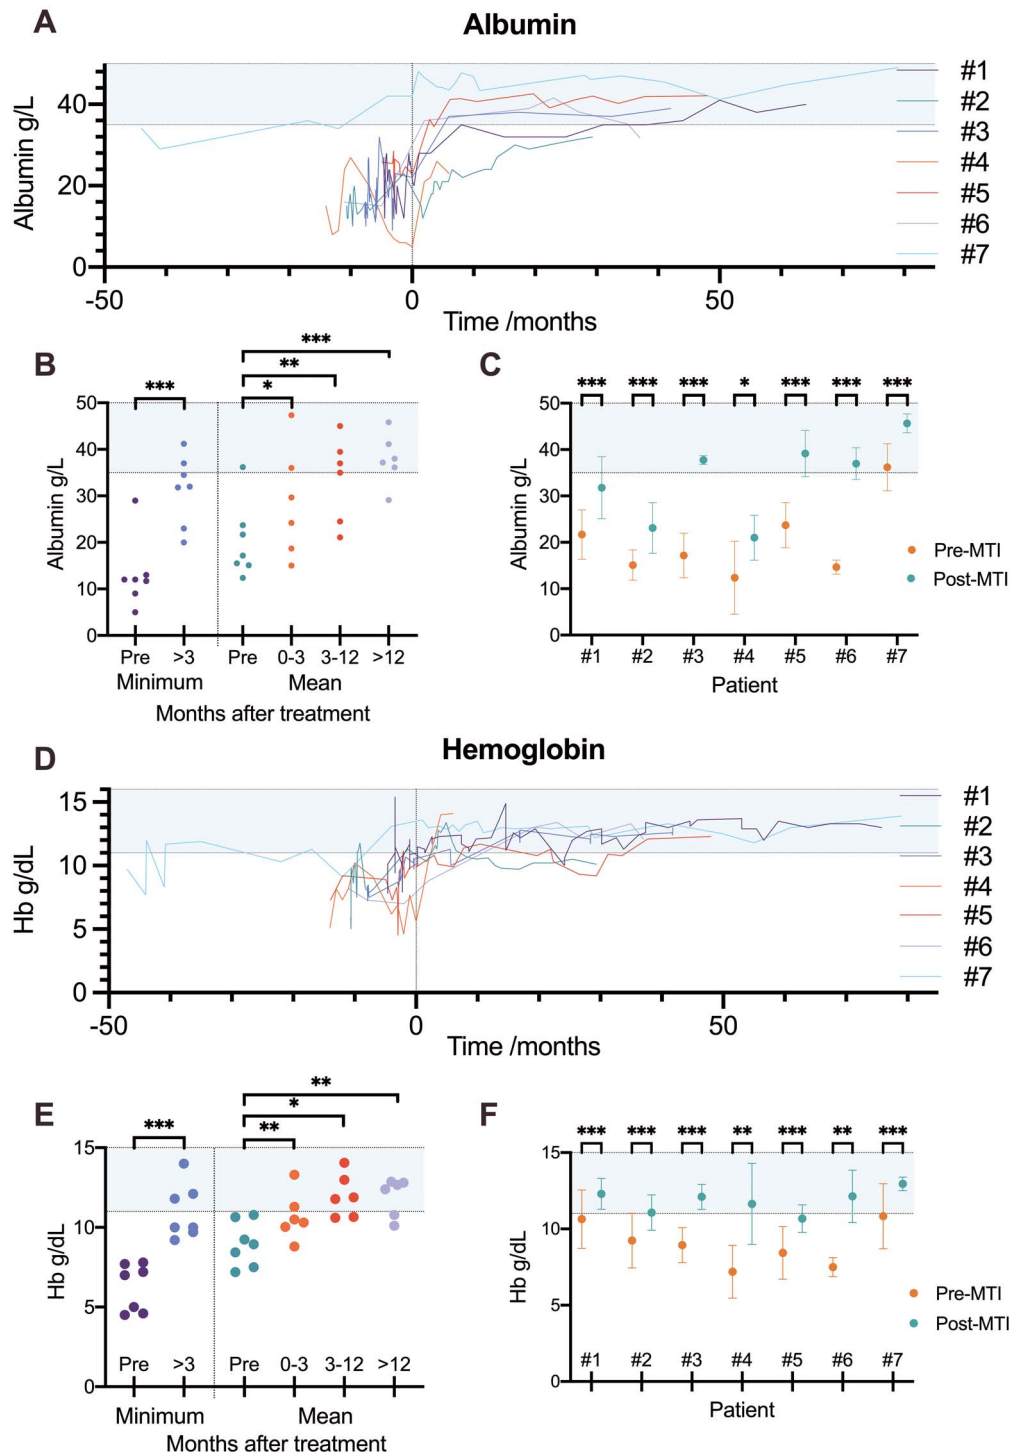 A
Albumin
Albumin g/L
40
20
0
-50
0
50
Time /months
#1
#2
#3
#4
#5
#6
#7
B
***
**
*
***
Albumin g/L
50
40
30
20
10
0
Pre >3 Pre 0-3 3-12 >12
Minimum Mean
Months after treatment
C
*** *** *** * *** *** ***
Albumin g/L
50
40
30
20
10
0
#1 #2 #3 #4 #5 #6 #7
Patient
Pre-MTI
Post-MTI
D
Hemoglobin
Hb g/dL
15
10
5
0
-50
0
50
Time /months
#1
#2
#3
#4
#5
#6
#7
E
**
*
*** **
Hb g/dL
15
10
5
0
Pre >3 Pre 0-3 3-12 >12
Minimum Mean
Months after treatment
F
*** *** *** ** *** ** ***
Hb g/dL
15
10
5
0
#1 #2 #3 #4 #5 #6 #7
Patient
Pre-MTI
Post-MTI